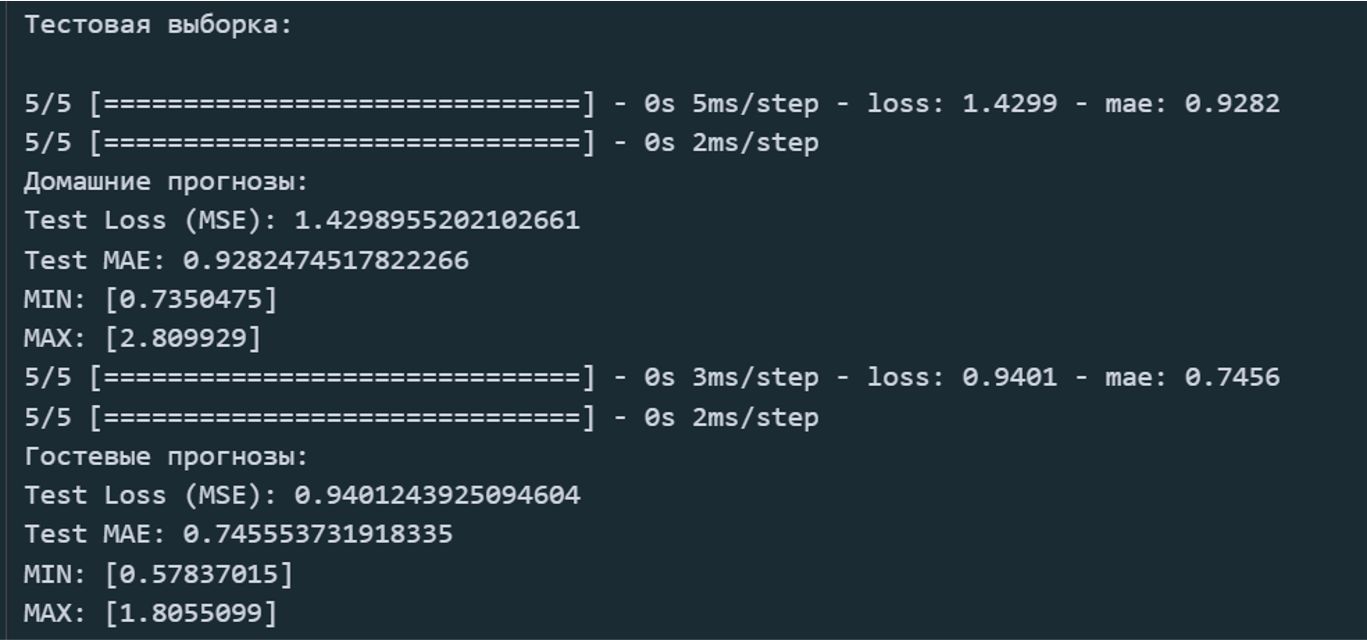 Тестовая выборка:
5/5 [==============================] - 0s 5ms/step - loss: 1.4299 - mae: 0.9282
5/5 [==============================] - 0s 2ms/step
Домашние прогнозы:
Test Loss (MSE): 1.4298955202102661
Test MAE: 0.9282474517822266
MIN: [0.7350475]
MAX: [2.809929]
5/5 [==============================] - 0s 3ms/step - loss: 0.9401 - mae: 0.7456
5/5 [==============================] - 0s 2ms/step
Гостевые прогнозы:
Test Loss (MSE): 0.9401243925094604
Test MAE: 0.745553731918335
MIN: [0.57837015]
MAX: [1.8055099]